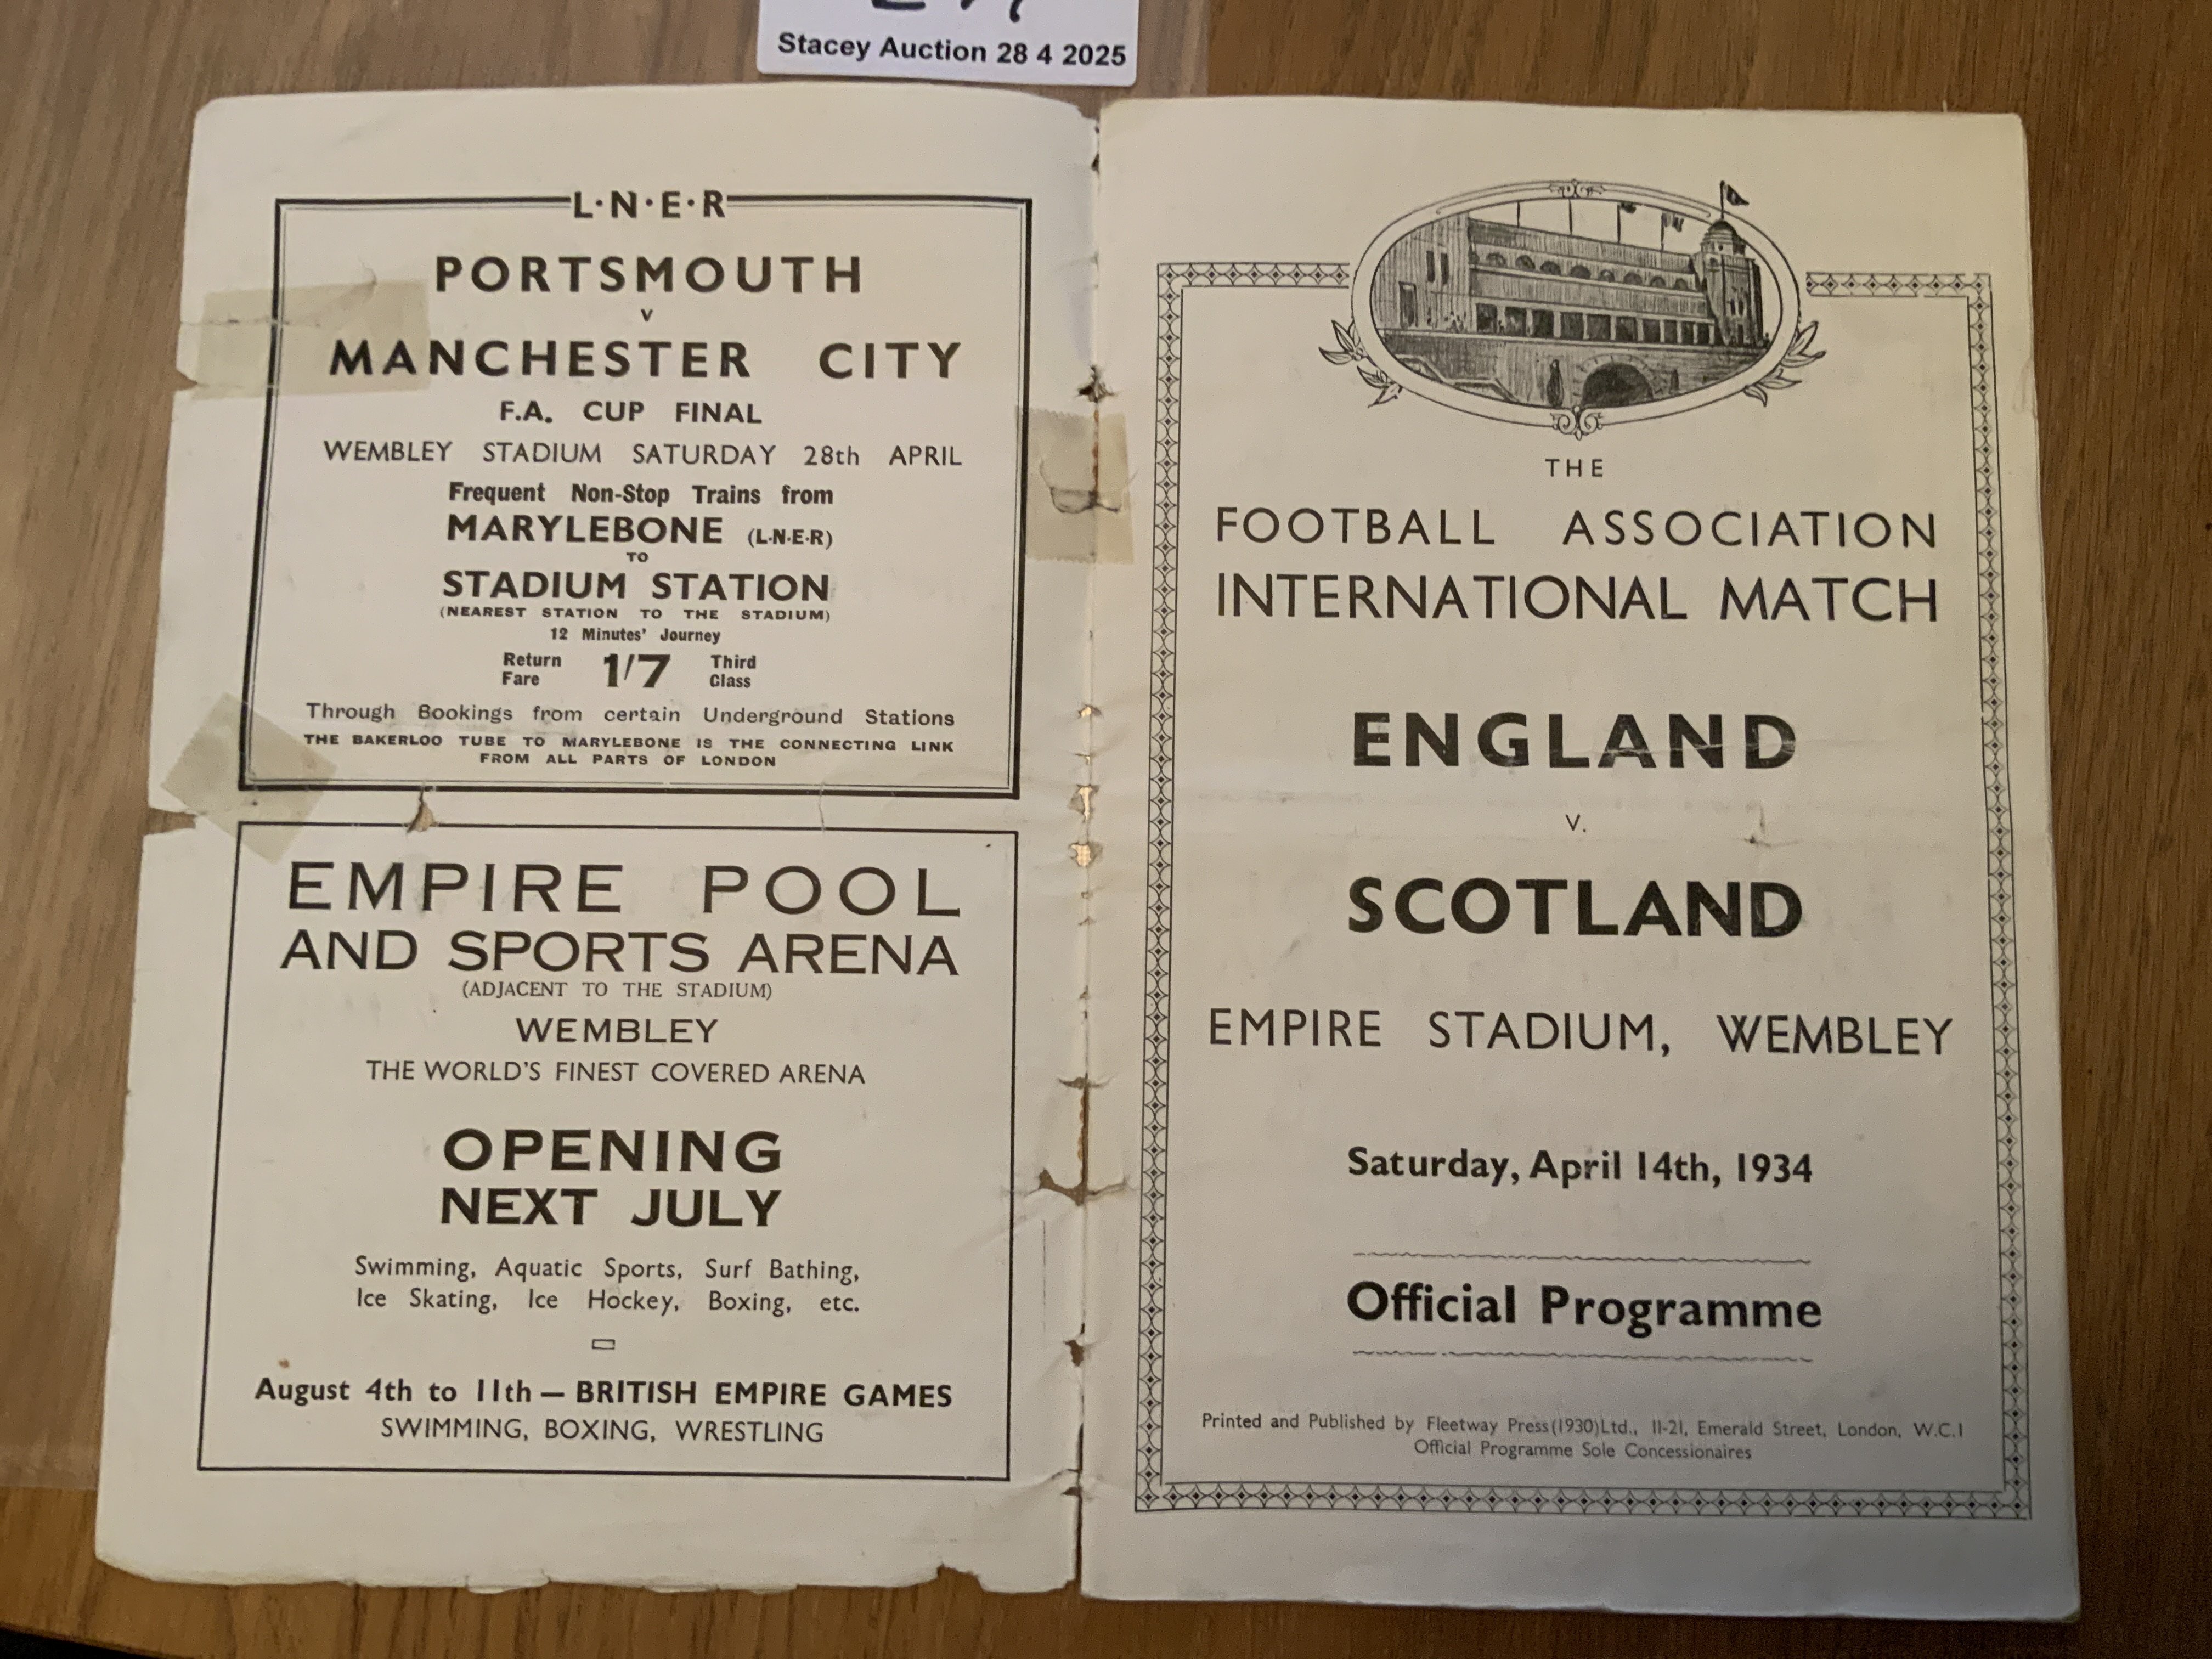 Stacey Auction 28 4 2025
L·N·E·R
PORTSMOUTH
v
MANCHESTER CITY
F.A. CUP FINAL
WEMBLEY STADIUM SATURDAY 28th APRIL
Frequent Non-Stop Trains from
MARYLEBONE (L·N·E·R)
TO
STADIUM STATION
(NEAREST STATION TO THE STADIUM)
12 Minutes' Journey
Return Fare 1/7 Third Class
Through Bookings from certain Underground Stations
THE BAKERLOO TUBE TO MARYLEBONE IS THE CONNECTING LINK
FROM ALL PARTS OF LONDON
EMPIRE POOL
AND SPORTS ARENA
(ADJACENT TO THE STADIUM)
WEMBLEY
THE WORLD'S FINEST COVERED ARENA
OPENING
NEXT JULY
Swimming, Aquatic Sports, Surf Bathing,
Ice Skating, Ice Hockey, Boxing, etc.
August 4th to 11th — BRITISH EMPIRE GAMES
SWIMMING, BOXING, WRESTLING
THE
FOOTBALL ASSOCIATION
INTERNATIONAL MATCH
ENGLAND
V.
SCOTLAND
EMPIRE STADIUM, WEMBLEY
Saturday, April 14th, 1934
Official Programme
Printed and Published by Fleetway Press (1930) Ltd., 11-21, Emerald Street, London, W.C.1
Official Programme Sole Concessionaires